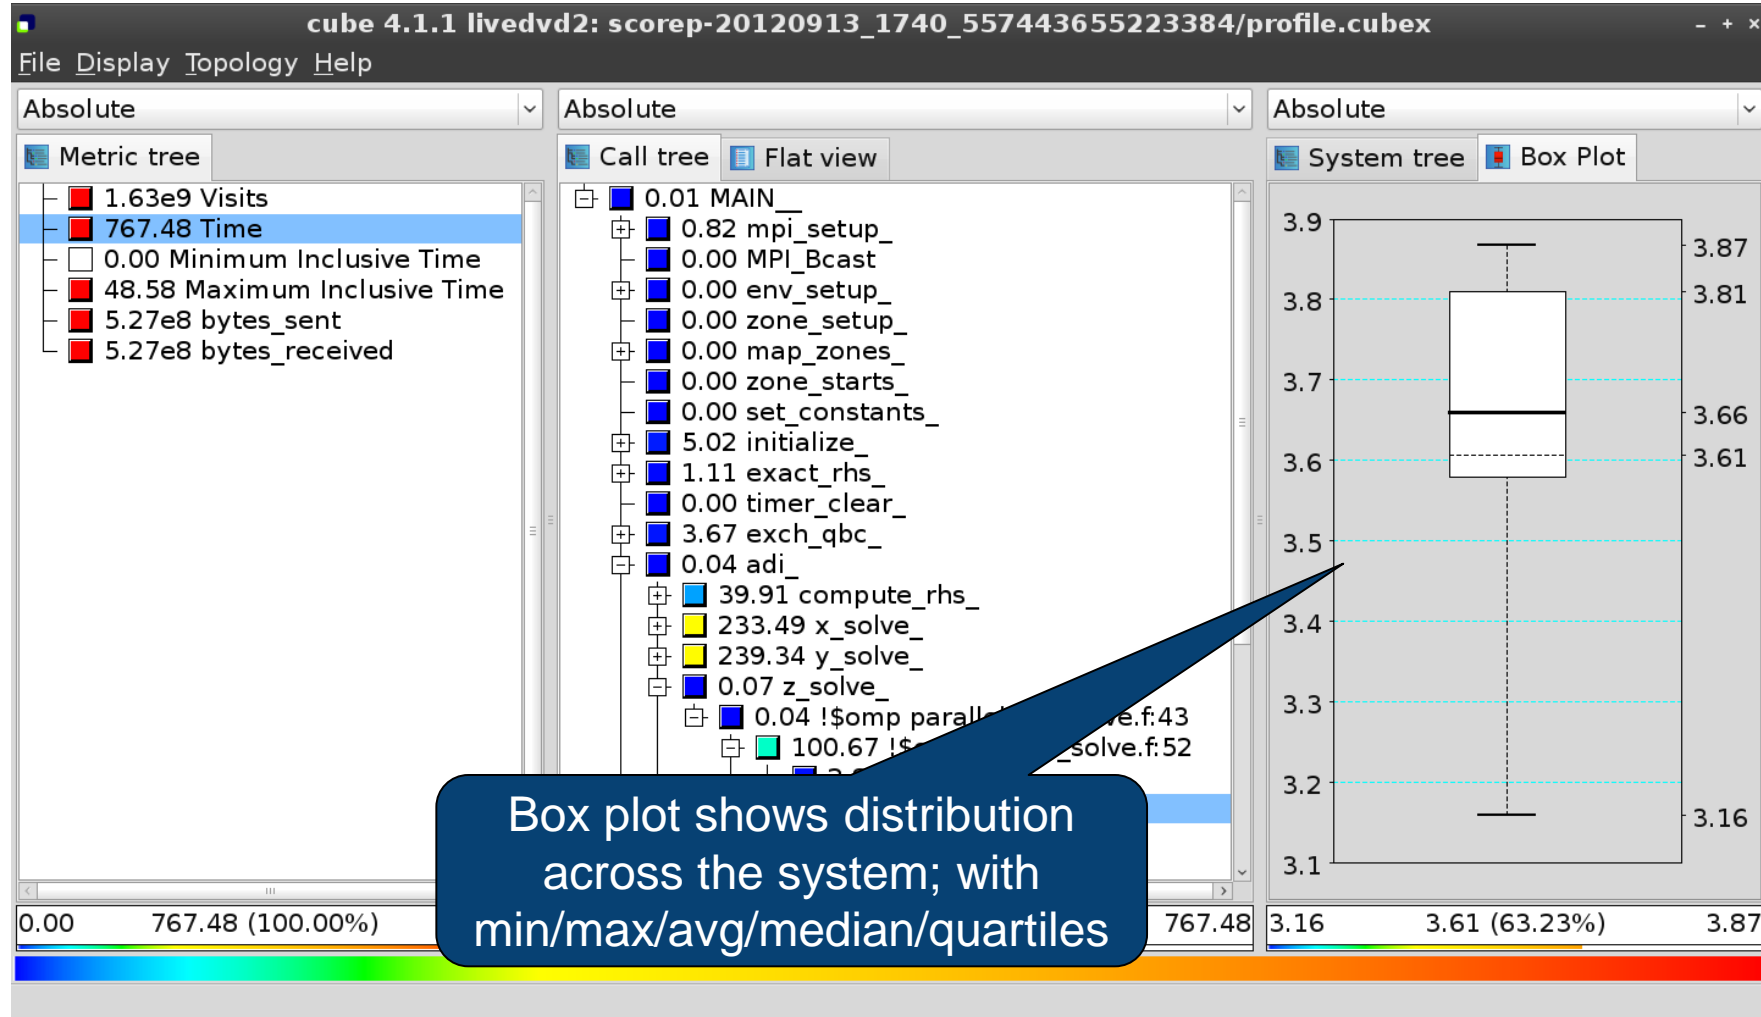 cube 4.1.1 livedvd2: scorep-20120913_1740_557443655223384/profile.cubex
File Display Topology Help
Absolute
Metric tree
1.63e9 Visits
767.48 Time
0.00 Minimum Inclusive Time
48.58 Maximum Inclusive Time
5.27e8 bytes_sent
5.27e8 bytes_received
0.00 767.48 (100.00%)
Absolute
Call tree Flat view
0.01 MAIN__
0.82 mpi_setup_
0.00 MPI_Bcast
0.00 env_setup_
0.00 zone_setup_
0.00 map_zones_
0.00 zone_starts_
0.00 set_constants_
5.02 initialize_
1.11 exact_rhs_
0.00 timer_clear_
3.67 exch_qbc_
0.04 adi_
39.91 compute_rhs_
233.49 x_solve_
239.34 y_solve_
0.07 z_solve_
0.04 !$omp
100.67
767.48
Absolute
System tree Box Plot
3.9
3.8
3.7
3.6
3.5
3.4
3.3
3.2
3.1
3.87
3.81
3.66
3.61
3.16
3.16 3.61 (63.23%) 3.87
Box plot shows distribution
across the system; with
min/max/avg/median/quartiles